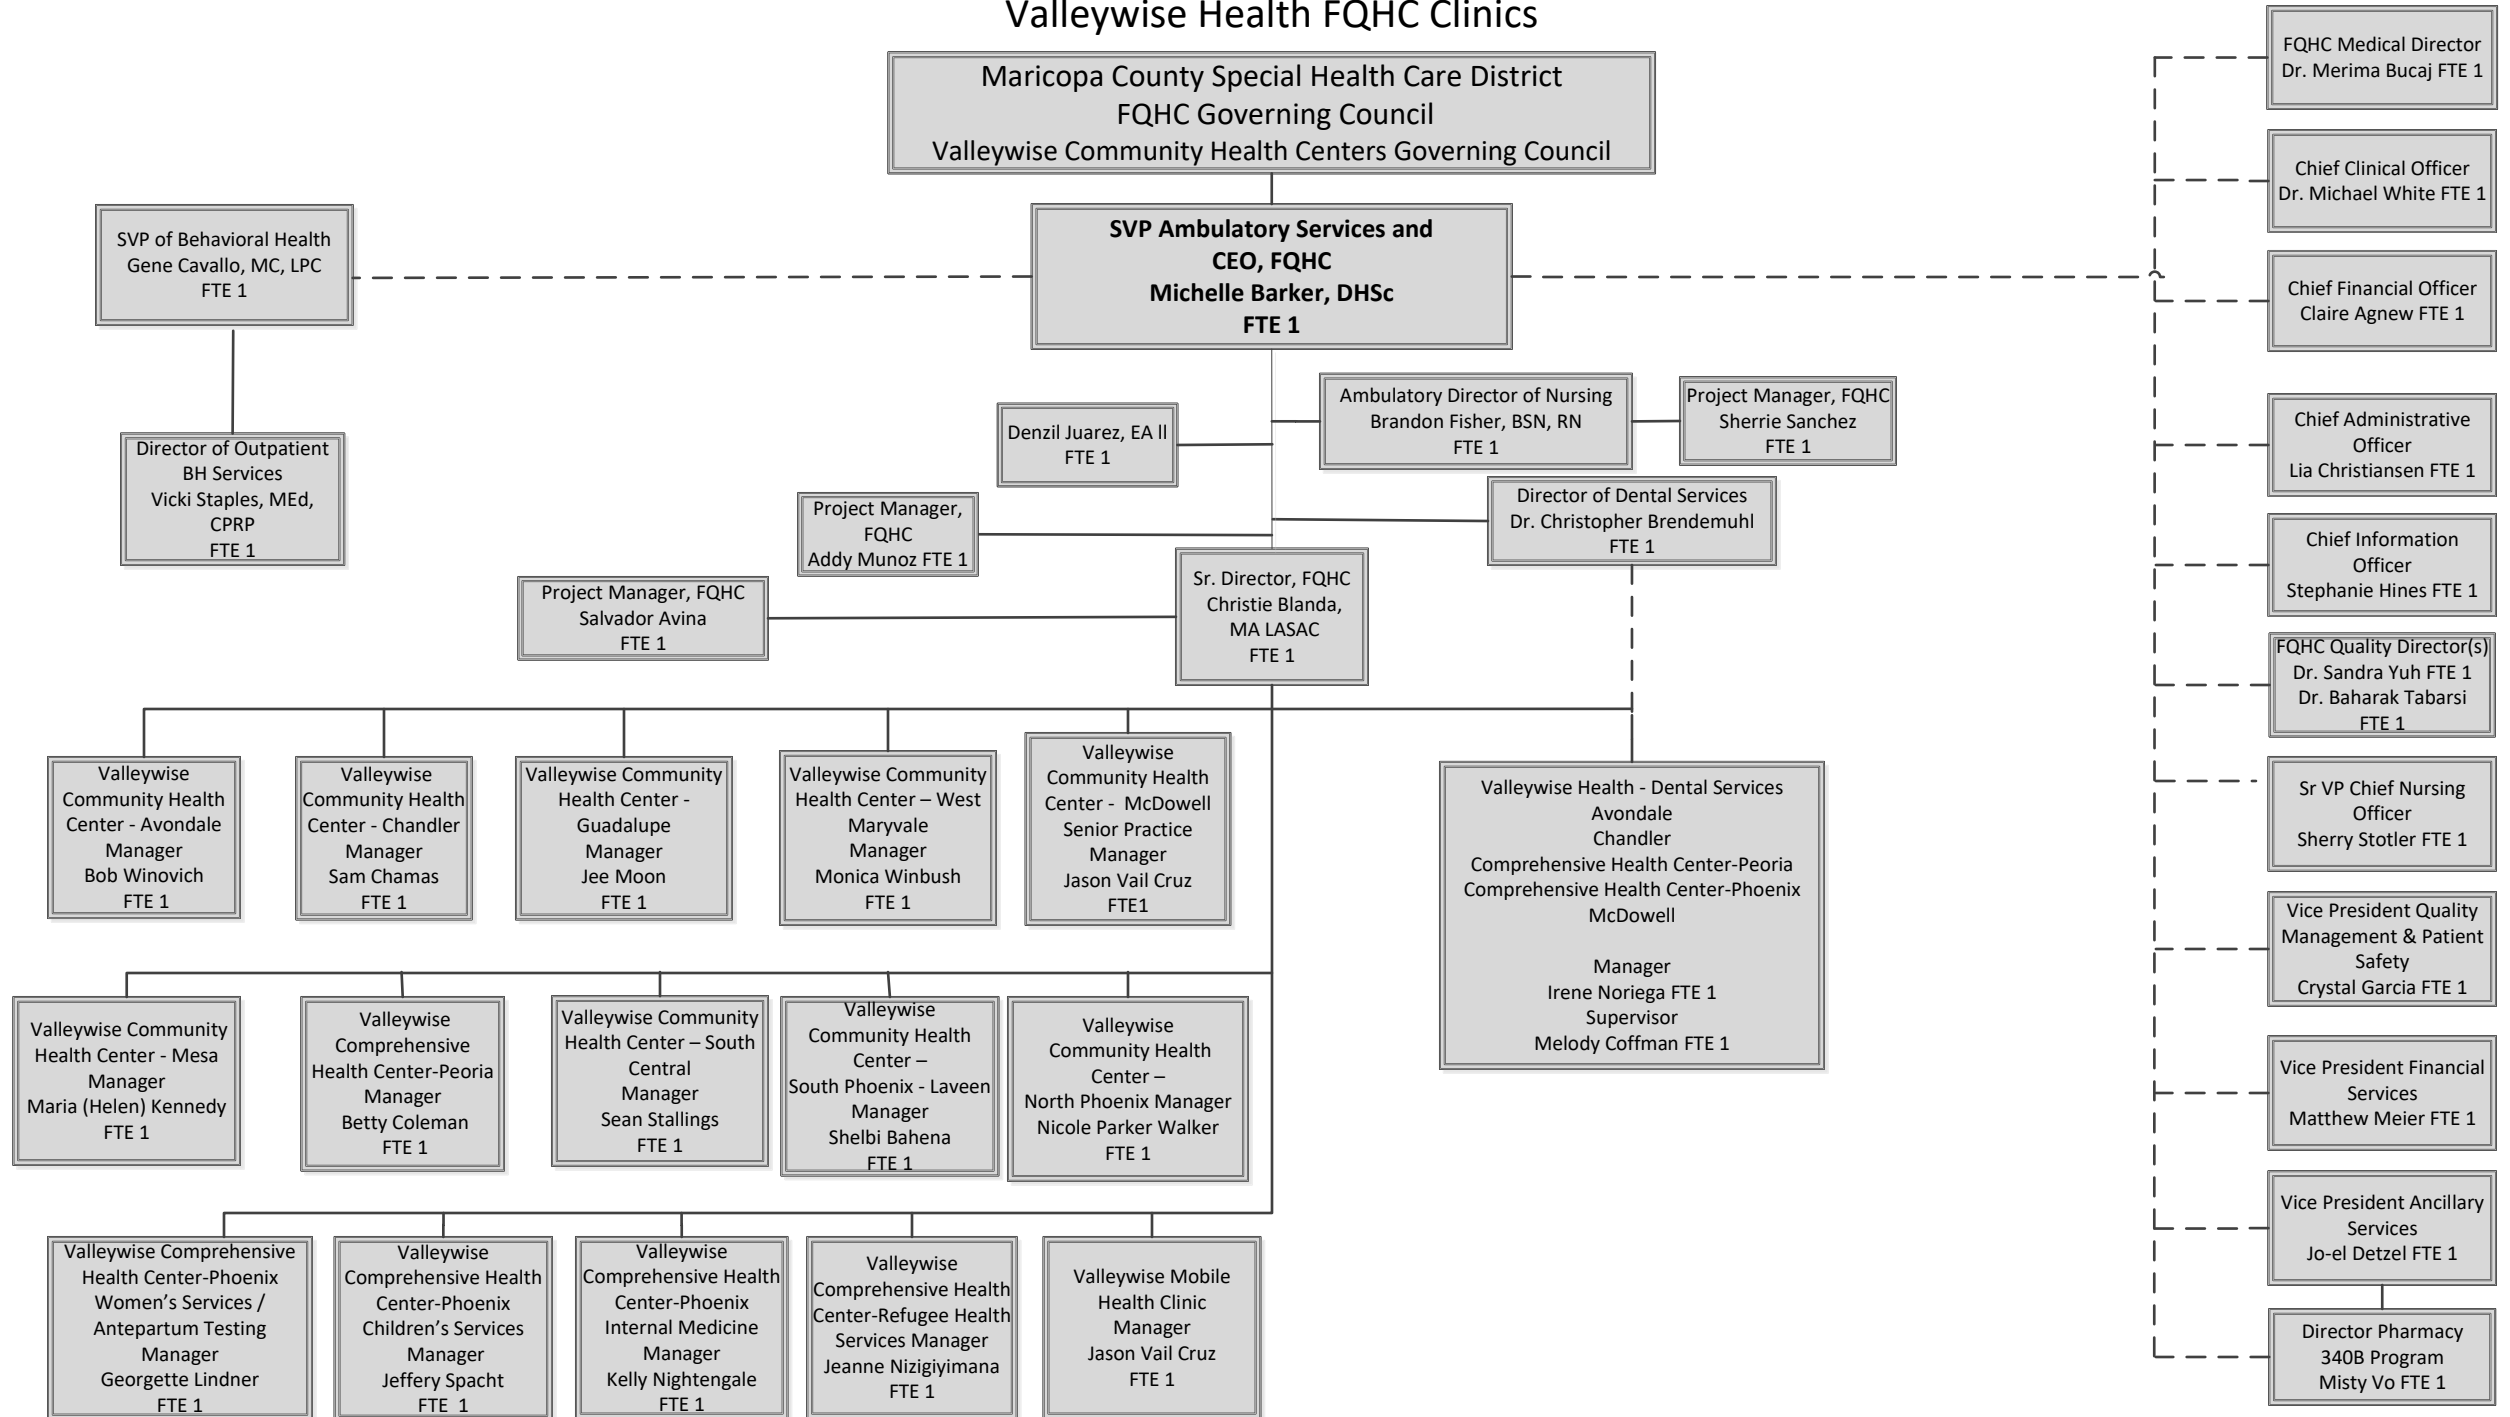 Valleywise Health FQHC Clinics
Maricopa County Special Health Care District
FQHC Governing Council
Valleywise Community Health Centers Governing Council
SVP of Behavioral Health
Gene Cavallo, MC, LPC
FTE 1
SVP Ambulatory Services and
CEO, FQHC
Michelle Barker, DHSc
FTE 1
Director of Outpatient
BH Services
Vicki Staples, MEd,
CPRP
FTE 1
Denzil Juarez, EA ll
FTE 1
Ambulatory Director of Nursing
Brandon Fisher, BSN, RN
FTE 1
Project Manager, FQHC
Sherrie Sanchez
FTE 1
Project Manager,
FQHC
Addy Munoz FTE 1
Director of Dental Services
Dr. Christopher Brendemuhl
FTE 1
Project Manager, FQHC
Salvador Avina
FTE 1
Sr. Director, FQHC
Christie Blanda,
MA LASAC
FTE 1
Valleywise
Community Health
Center - Avondale
Manager
Bob Winovich
FTE 1
Valleywise
Community Health
Center - Chandler
Manager
Sam Chamas
FTE 1
Valleywise Community
Health Center -
Guadalupe
Manager
Jee Moon
FTE 1
Valleywise Community
Health Center – West
Maryvale
Manager
Monica Winbush
FTE 1
Valleywise
Community Health
Center - McDowell
Senior Practice
Manager
Jason Vail Cruz
FTE1
Valleywise Health - Dental Services
Avondale
Chandler
Comprehensive Health Center-Peoria
Comprehensive Health Center-Phoenix
McDowell
Manager
Irene Noriega FTE 1
Supervisor
Melody Coffman FTE 1
Valleywise Community
Health Center - Mesa
Manager
Maria (Helen) Kennedy
FTE 1
Valleywise
Comprehensive
Health Center-Peoria
Manager
Betty Coleman
FTE 1
Valleywise Community
Health Center – South
Central
Manager
Sean Stallings
FTE 1
Valleywise
Community Health
Center –
South Phoenix - Laveen
Manager
Shelbi Bahena
FTE 1
Valleywise
Community Health
Center –
North Phoenix Manager
Nicole Parker Walker
FTE 1
Valleywise Comprehensive
Health Center-Phoenix
Women's Services /
Antepartum Testing
Manager
Georgette Lindner
FTE 1
Valleywise
Comprehensive Health
Center-Phoenix
Children's Services
Manager
Jeffery Spacht
FTE 1
Valleywise
Comprehensive Health
Center-Phoenix
Internal Medicine
Manager
Kelly Nightengale
FTE 1
Valleywise
Comprehensive Health
Center-Refugee Health
Services Manager
Jeanne Nizigiyimana
FTE 1
Valleywise Mobile
Health Clinic
Manager
Jason Vail Cruz
FTE 1
FQHC Medical Director
Dr. Merima Bucaj FTE 1
Chief Clinical Officer
Dr. Michael White FTE 1
Chief Financial Officer
Claire Agnew FTE 1
Chief Administrative
Officer
Lia Christiansen FTE 1
Chief Information
Officer
Stephanie Hines FTE 1
FQHC Quality Director(s)
Dr. Sandra Yuh FTE 1
Dr. Baharak Tabarsi
FTE 1
Sr VP Chief Nursing
Officer
Sherry Stotler FTE 1
Vice President Quality
Management & Patient
Safety
Crystal Garcia FTE 1
Vice President Financial
Services
Matthew Meier FTE 1
Vice President Ancillary
Services
Jo-el Detzel FTE 1
Director Pharmacy
340B Program
Misty Vo FTE 1